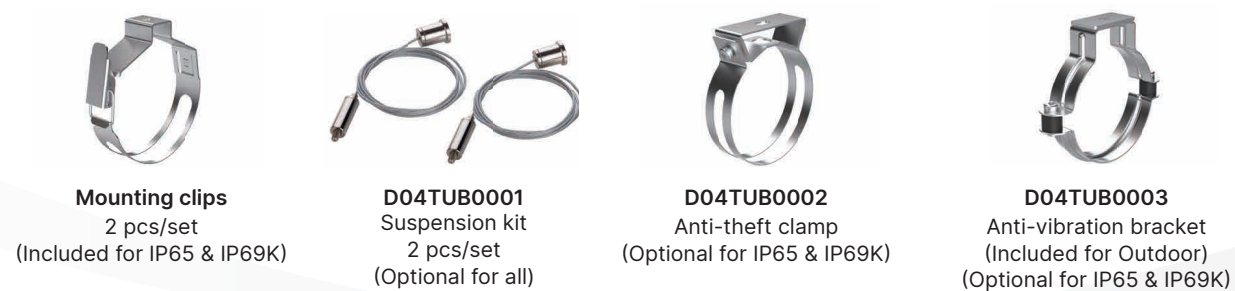 Mounting clips
2 pcs/set
(Included for IP65 & IP69K)
D04TUB0001
Suspension kit
2 pcs/set
(Optional for all)
D04TUB0002
Anti-theft clamp
(Optional for IP65 & IP69K)
D04TUB0003
Anti-vibration bracket
(Included for Outdoor)
(Optional for IP65 & IP69K)